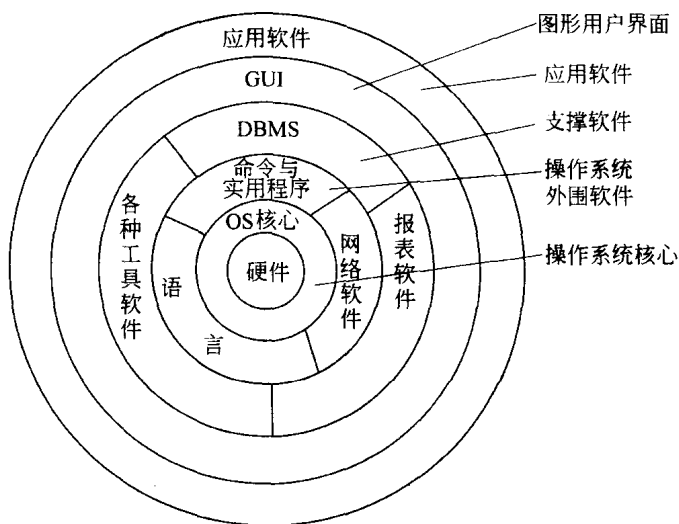 应用软件
图形用户界面
GUI
应用软件
DBMS
支撑软件
命令与
实用程序
操作系统
外围软件
各种工具软件
OS核心
网络软件
报表软件
硬件
操作系统核心
语
言